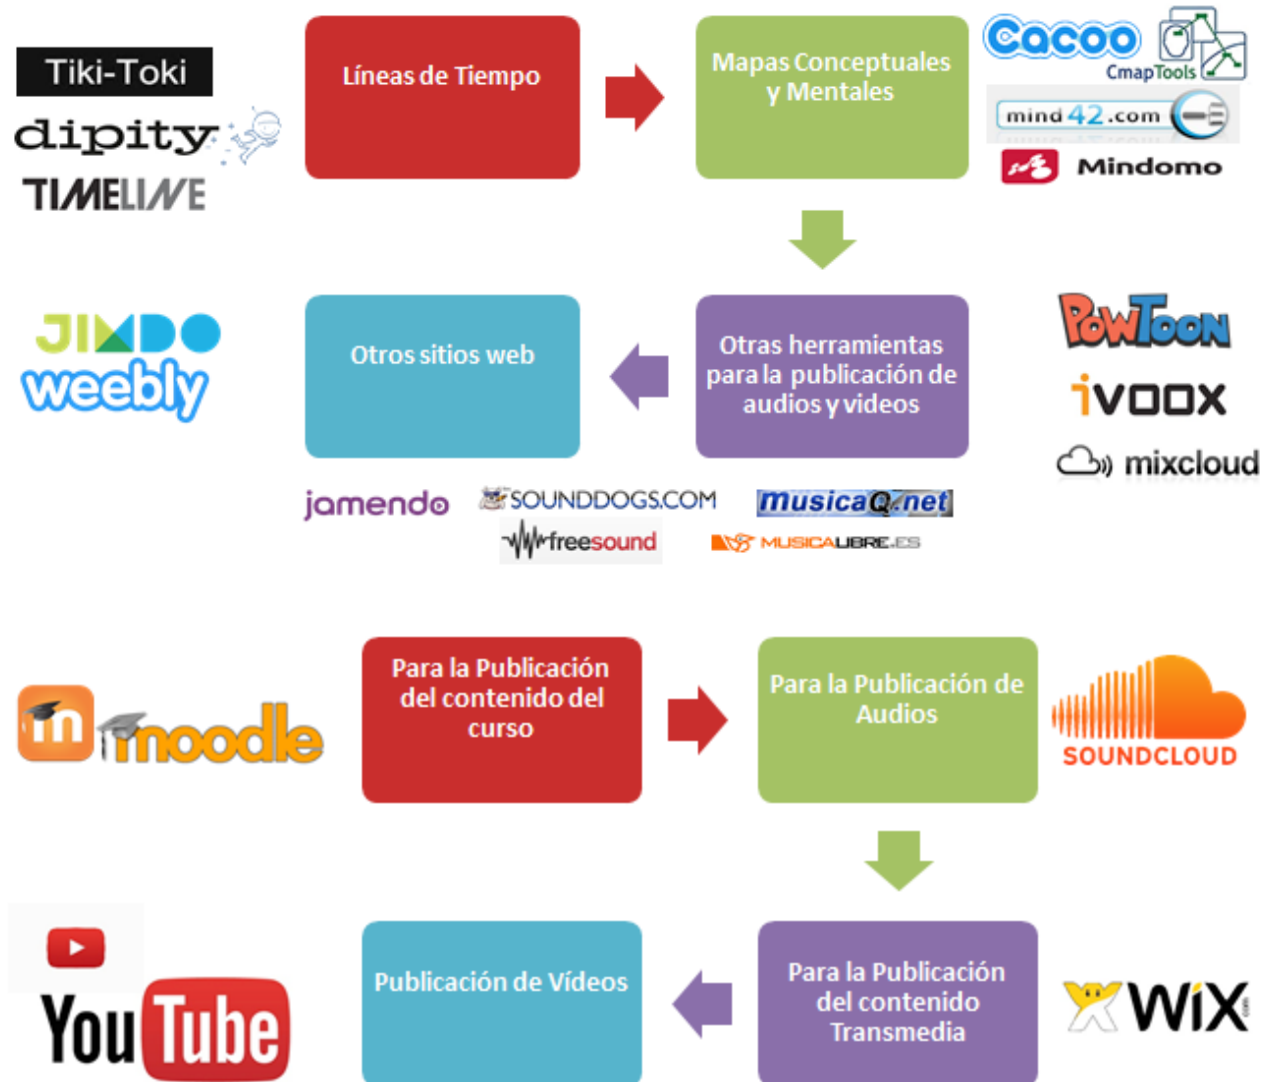 Tiki-Toki
dipity
TIMELINE
Líneas de Tiempo
Mapas Conceptuales
y Mentales
Cacoo
CmapTools
mind42.com
Mindomo
JIMDO
weebly
Otros sitios web
Otras herramientas
para la publicación de
audios y videos
PowToon
ivoox
mixcloud
jamendo
SOUNDDOGS.COM
musicaQ.net
freesound
MUSICALIBRE.ES
m
moodle
Para la Publicación
del contenido del
curso
Para la Publicación de
Audios
SOUNDCLOUD
YouTube
Publicación de Vídeos
Para la Publicación
del contenido
Transmedia
WiX
.com